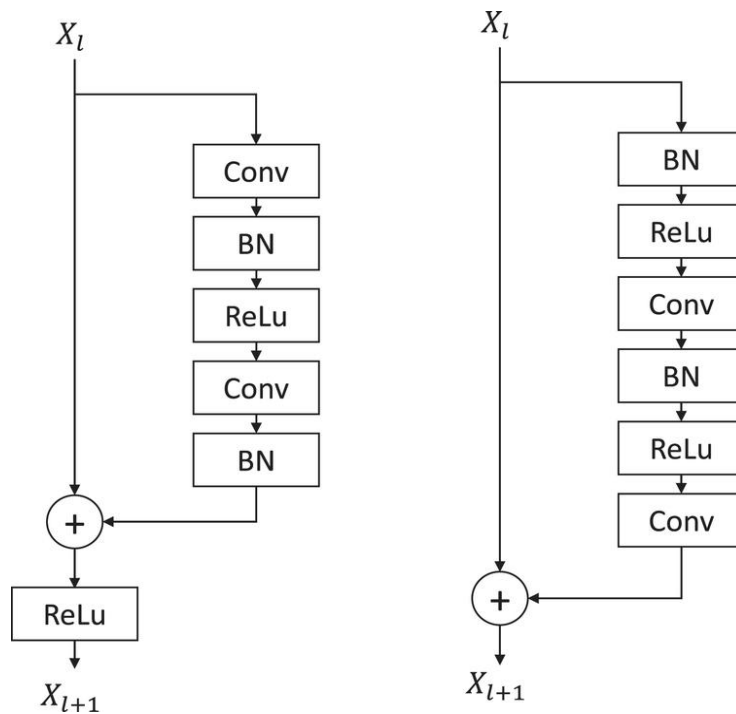 X_l
Conv
BN
ReLu
Conv
BN
+
ReLu
X_{l+1}
X_l
BN
ReLu
Conv
BN
ReLu
Conv
+
X_{l+1}